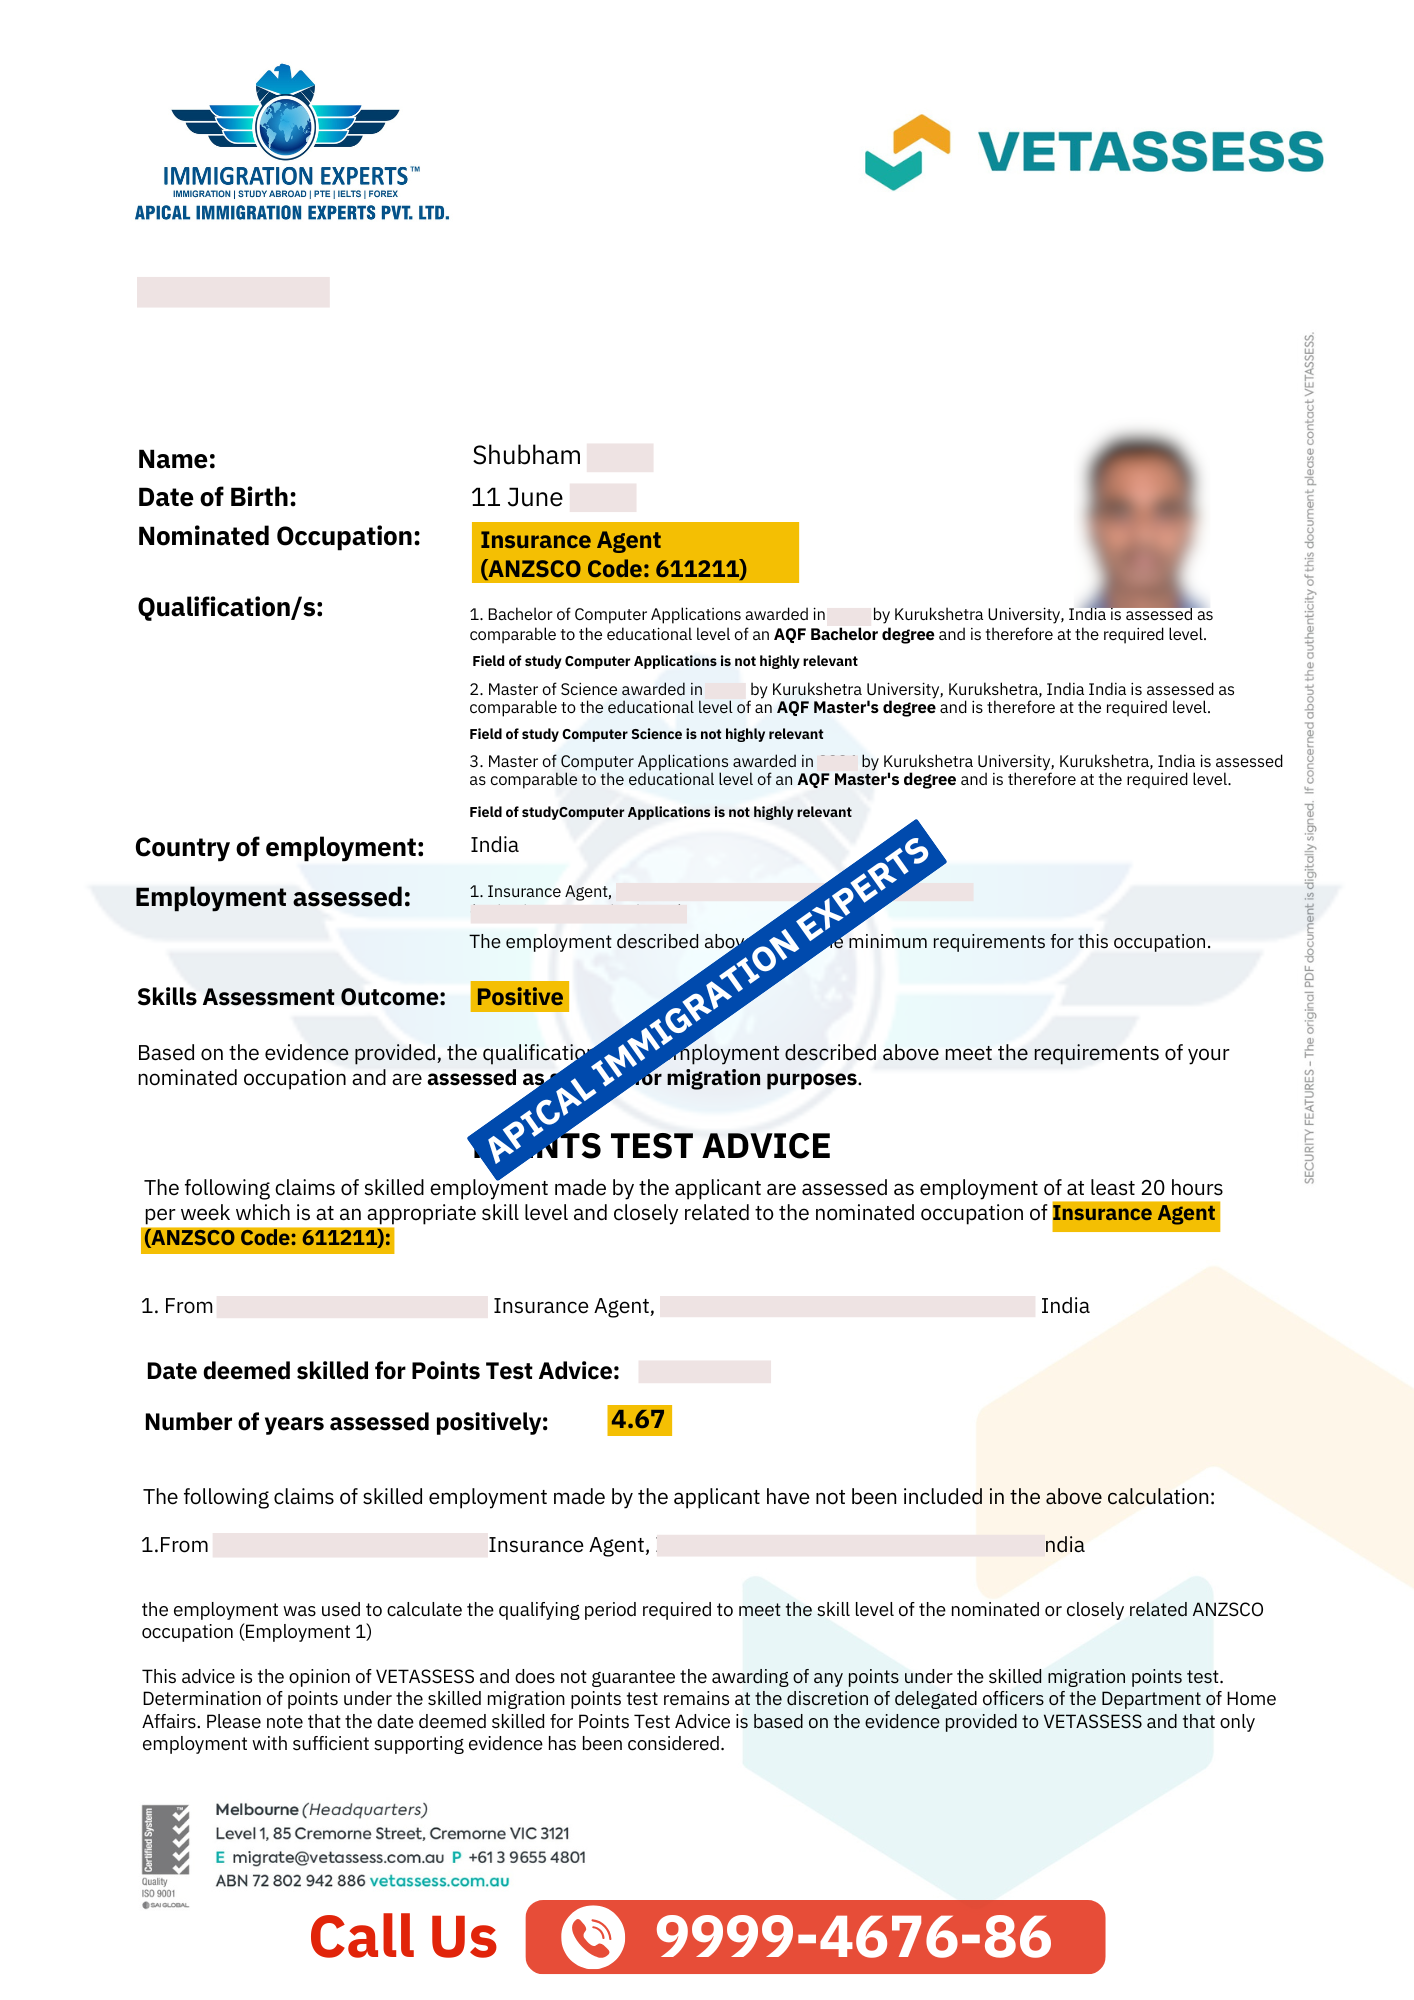 IMMIGRATION EXPERTS™
IMMIGRATION | STUDY ABROAD | PTE | IELTS | FOREX
APICAL IMMIGRATION EXPERTS PVT. LTD.
VETASSESS
Name: Shubham
Date of Birth: 11 June
Nominated Occupation: Insurance Agent
(ANZSCO Code: 611211)
Qualification/s:
1. Bachelor of Computer Applications awarded in by Kurukshetra University, India is assessed as
comparable to the educational level of an AQF Bachelor degree and is therefore at the required level.
Field of study Computer Applications is not highly relevant
2. Master of Science awarded in by Kurukshetra University, Kurukshetra, India India is assessed as
comparable to the educational level of an AQF Master's degree and is therefore at the required level.
Field of study Computer Science is not highly relevant
3. Master of Computer Applications awarded in by Kurukshetra University, Kurukshetra, India is assessed
as comparable to the educational level of an AQF Master's degree and is therefore at the required level.
Field of studyComputer Applications is not highly relevant
Country of employment: India
Employment assessed: 1. Insurance Agent,
The employment described minimum requirements for this occupation.
Skills Assessment Outcome: Positive
Based on the evidence provided, the described above meet the requirements of your
nominated occupation and are assessed as migration purposes.
APICAL IMMIGRATION EXPERTS
TEST ADVICE
The following claims of skilled employment made by the applicant are assessed as employment of at least 20 hours
per week which is at an appropriate skill level and closely related to the nominated occupation of Insurance Agent
(ANZSCO Code: 611211):
1. From Insurance Agent, India
Date deemed skilled for Points Test Advice:
Number of years assessed positively: 4.67
The following claims of skilled employment made by the applicant have not been included in the above calculation:
1.From Insurance Agent,
the employment was used to calculate the qualifying period required to meet the skill level of the nominated or closely related ANZSCO
occupation (Employment 1)
This advice is the opinion of VETASSESS and does not guarantee the awarding of any points under the skilled migration points test.
Determination of points under the skilled migration points test remains at the discretion of delegated officers of the Department of Home
Affairs. Please note that the date deemed skilled for Points Test Advice is based on the evidence provided to VETASSESS and that only
employment with sufficient supporting evidence has been considered.
SECURITY FEATURES - The original PDF document is digitally signed. If concerned about the authenticity of this document please contact VETASSESS.
Certified System
Quality
ISO 9001
SAI GLOBAL
Melbourne (Headquarters)
Level 1, 85 Cremorne Street, Cremorne VIC 3121
E migrate@vetassess.com.au P +61 3 9655 4801
ABN 72 802 942 886 vetassess.com.au
Call Us 9999-4676-86